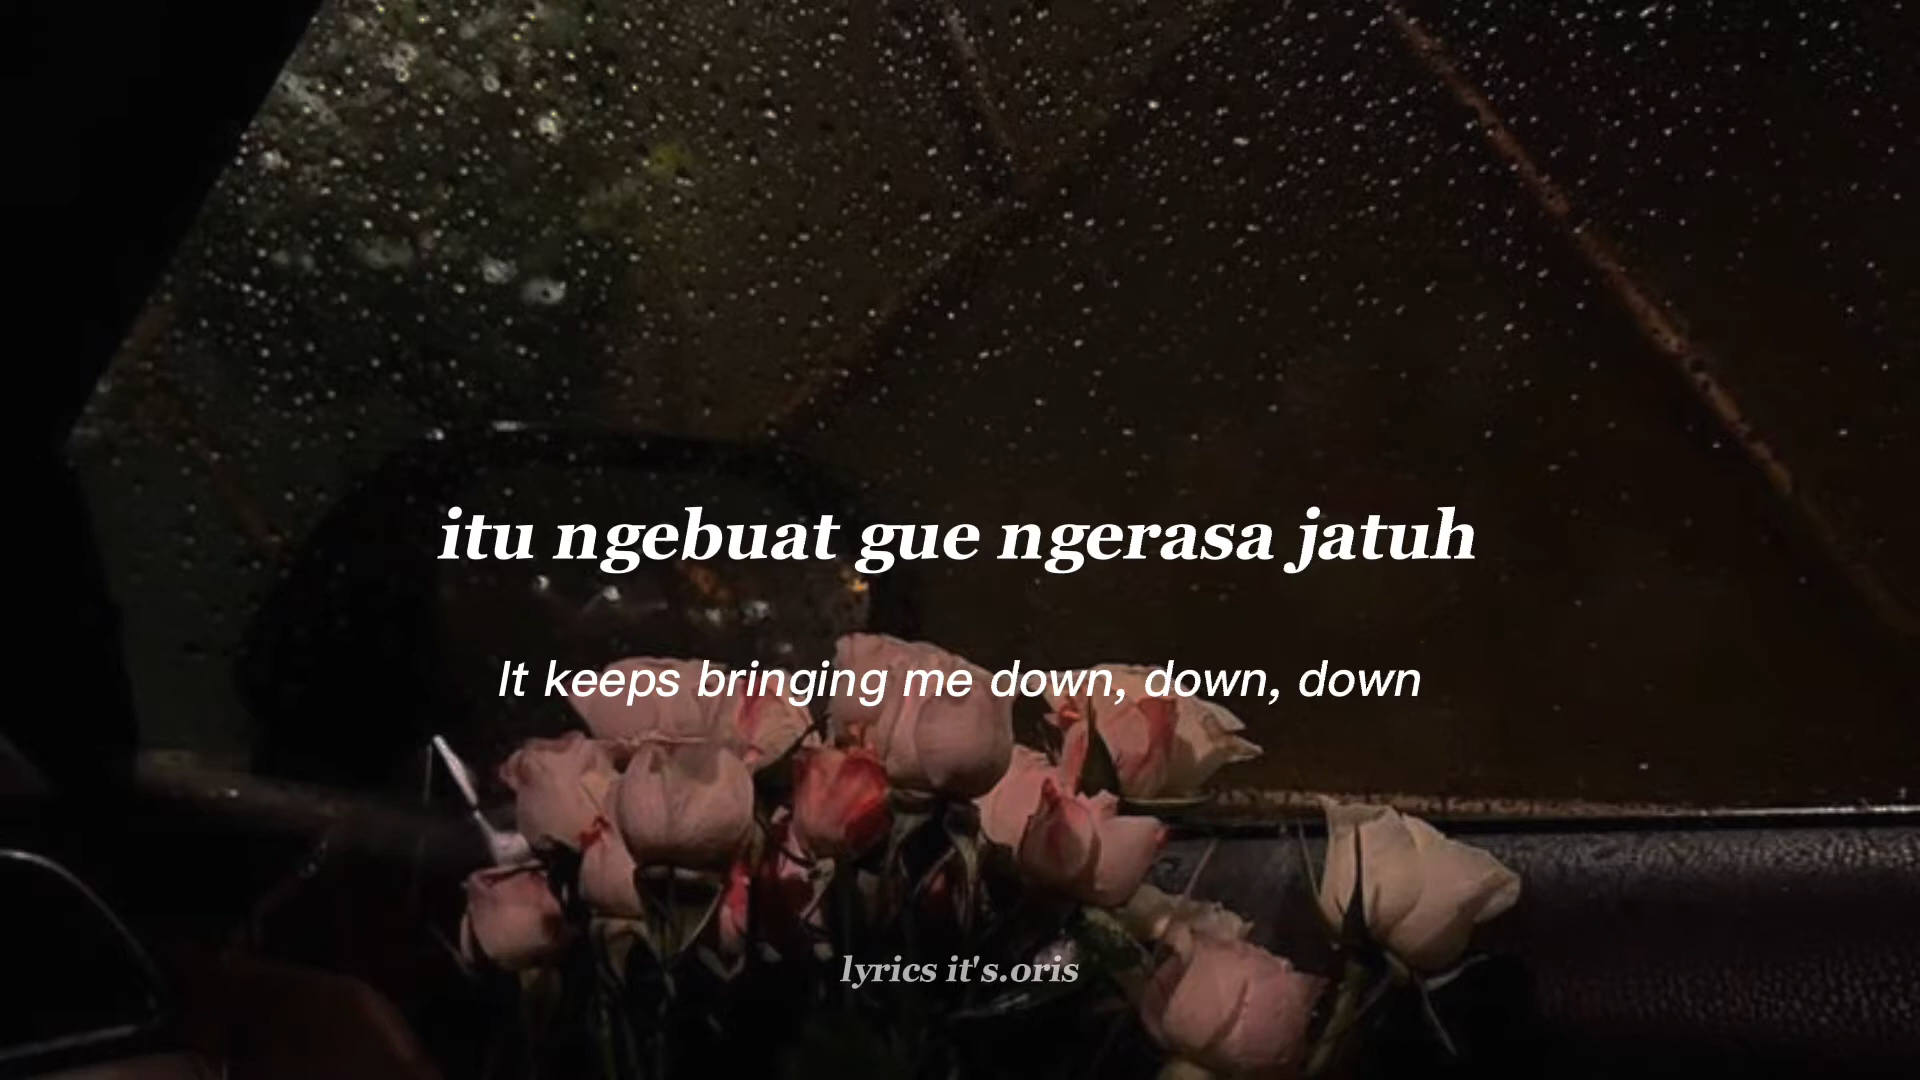 itu ngebuat gue ngerasa jatuh
It keeps bringing me down, down, down
lyrics it's.oris